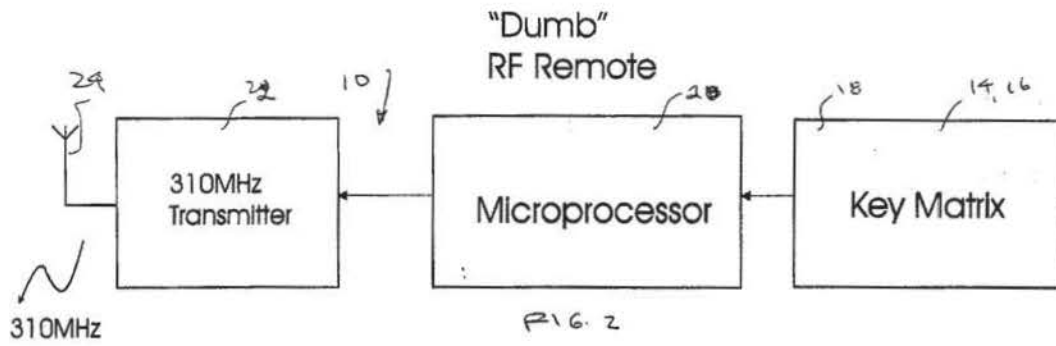 "Dumb"
RF Remote
24
22
10
20
18
14, 16
310MHz
Transmitter
Microprocessor
Key Matrix
310MHz
FIG. 2